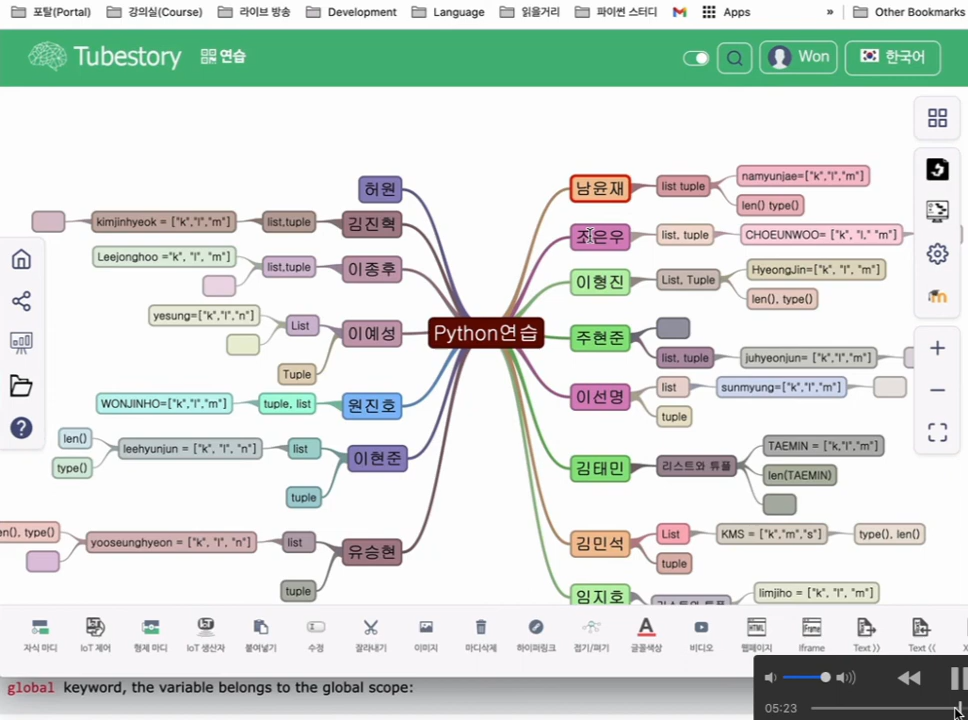 포탈(Portal) 강의실(Course) 라이브 방송 Development Language 읽을거리 파이썬 스터디 Apps » Other Bookmarks
Tubestory 연습 Won 한국어
허원
kimjinhyeok = ["k","l","m"] list,tuple 김진혁
Leejonghoo ="k", "l", "m"] list,tuple 이종후
yesung=["k","l","n"] List 이예성
Tuple
WONJINHO=["k","l","m"] tuple, list 원진호
len() leehyunjun = ["k", "l", "n"] list 이현준
type()
tuple
en(), type() yooseunghyeon = ["k", "l", "n"] list 유승현
tuple
Python연습
남윤재 list tuple namyunjae=["k","l","m"]
len() type()
조은우 list, tuple CHOEUNWOO= ["k", "l," "m"]
이형진 List, Tuple HyeongJin=["k", "l", "m"]
len(), type()
주현준 list, tuple juhyeonjun= ["k","l","m"]
이선명 list sunmyung=["k","l","m"]
tuple
김태민 리스트와 튜플 TAEMIN = ["k,"l","m"]
len(TAEMIN)
김민석 List KMS = ["k","m","s"] type(), len()
tuple
임지호 리스트와 튜플 limjiho = ["k", "l", "m"]
자식 마디 IoT 제어 형제 마디 IoT 생산자 붙여넣기 수정 잘라내기 이미지 마디삭제 하이퍼링크 접기/펴기 글꼴색상 비디오 웹페이지 Iframe Text )) Text ((
global keyword, the variable belongs to the global scope:
05:23